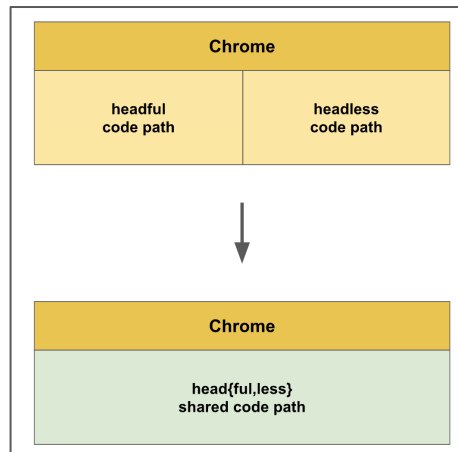 Chrome
headful
code path
headless
code path
Chrome
head{ful,less}
shared code path